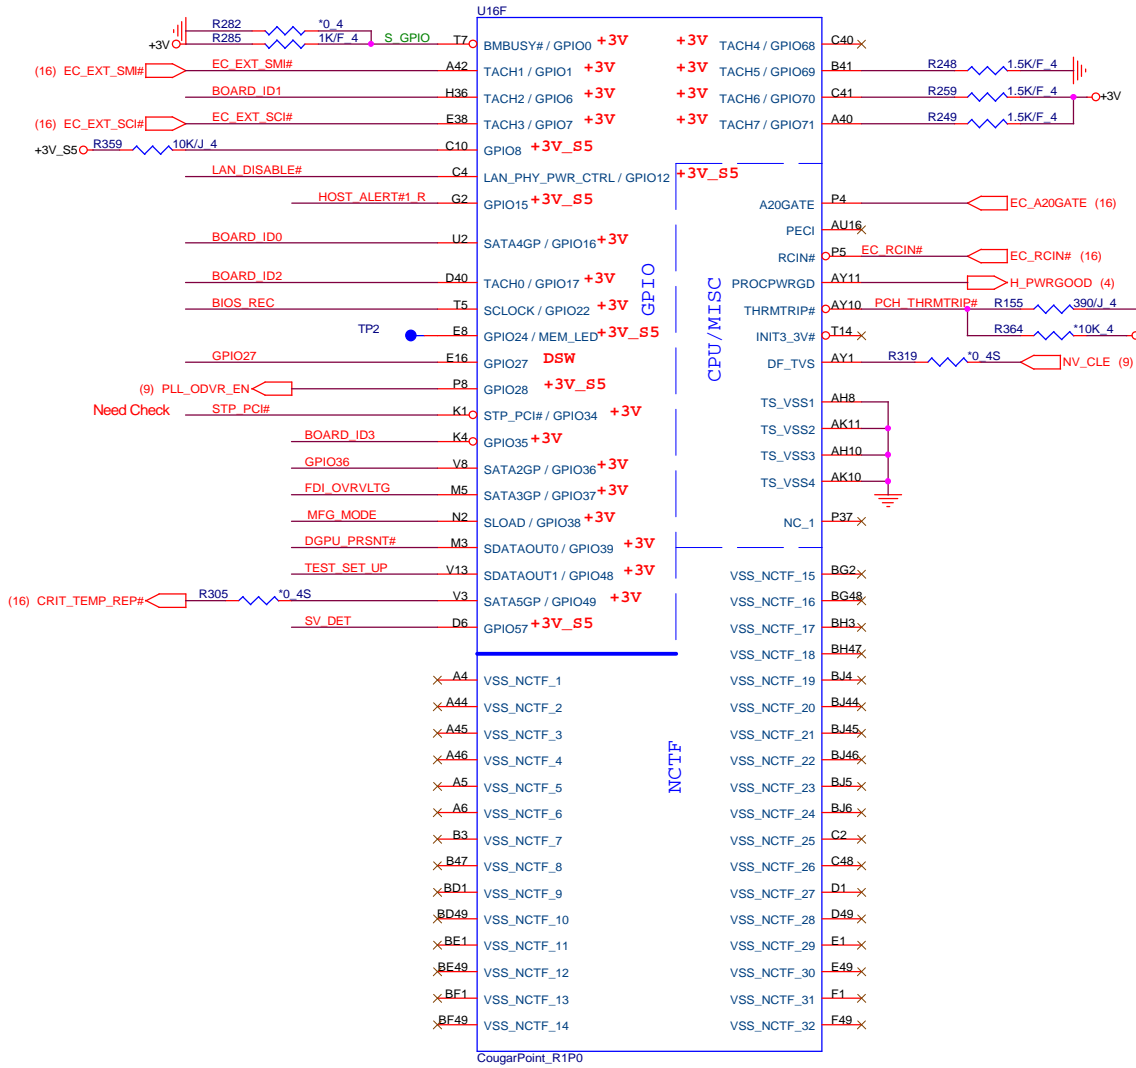 U16F
R282 *0_4
+3V R285 1K/F_4 S_GPIO T7 BMBUSY# / GPIO0 +3V
(16) EC_EXT_SMI# EC_EXT_SMI# A42 TACH1 / GPIO1 +3V
BOARD_ID1 H36 TACH2 / GPIO6 +3V
(16) EC_EXT_SCI# EC_EXT_SCI# E38 TACH3 / GPIO7 +3V
+3V_S5 R359 10K/J_4 C10 GPIO8 +3V_S5
LAN_DISABLE# C4 LAN_PHY_PWR_CTRL / GPIO12 +3V_S5
HOST_ALERT#1_R G2 GPIO15 +3V_S5
BOARD_ID0 U2 SATA4GP / GPIO16 +3V
BOARD_ID2 D40 TACH0 / GPIO17 +3V
BIOS_REC T5 SCLOCK / GPIO22 +3V
TP2 E8 GPIO24 / MEM_LED +3V_S5
GPIO27 E16 GPIO27 DSW
(9) PLL_ODVR_EN P8 GPIO28 +3V_S5
Need Check STP_PCI# K1 STP_PCI# / GPIO34 +3V
BOARD_ID3 K4 GPIO35 +3V
GPIO36 V8 SATA2GP / GPIO36 +3V
FDI_OVRVLTG M5 SATA3GP / GPIO37 +3V
MFG_MODE N2 SLOAD / GPIO38 +3V
DGPU_PRSNT# M3 SDATAOUT0 / GPIO39 +3V
TEST_SET_UP V13 SDATAOUT1 / GPIO48 +3V
(16) CRIT_TEMP_REP# R305 *0_4S V3 SATA5GP / GPIO49 +3V
SV_DET D6 GPIO57 +3V_S5
A4 VSS_NCTF_1
A44 VSS_NCTF_2
A45 VSS_NCTF_3
A46 VSS_NCTF_4
A5 VSS_NCTF_5
A6 VSS_NCTF_6
B3 VSS_NCTF_7
B47 VSS_NCTF_8
BD1 VSS_NCTF_9
BD49 VSS_NCTF_10
BE1 VSS_NCTF_11
BE49 VSS_NCTF_12
BF1 VSS_NCTF_13
BF49 VSS_NCTF_14
GPIO
CPU/MISC
NCTF
+3V TACH4 / GPIO68 C40
+3V TACH5 / GPIO69 B41 R248 1.5K/F_4
+3V TACH6 / GPIO70 C41 R259 1.5K/F_4 +3V
+3V TACH7 / GPIO71 A40 R249 1.5K/F_4
A20GATE P4 EC_A20GATE (16)
PECI AU16
RCIN# P5 EC_RCIN# EC_RCIN# (16)
PROCPWRGD AY11 H_PWRGOOD (4)
THRMTRIP# AY10 PCH_THRMTRIP# R155 390/J_4
INIT3_3V# T14 R364 *10K_4
DF_TVS AY1 R319 *0_4S NV_CLE (9)
TS_VSS1 AH8
TS_VSS2 AK11
TS_VSS3 AH10
TS_VSS4 AK10
NC_1 P37
VSS_NCTF_15 BG2
VSS_NCTF_16 BG48
VSS_NCTF_17 BH3
VSS_NCTF_18 BH47
VSS_NCTF_19 BJ4
VSS_NCTF_20 BJ44
VSS_NCTF_21 BJ45
VSS_NCTF_22 BJ46
VSS_NCTF_23 BJ5
VSS_NCTF_24 BJ6
VSS_NCTF_25 C2
VSS_NCTF_26 C48
VSS_NCTF_27 D1
VSS_NCTF_28 D49
VSS_NCTF_29 E1
VSS_NCTF_30 E49
VSS_NCTF_31 F1
VSS_NCTF_32 F49
CougarPoint_R1P0